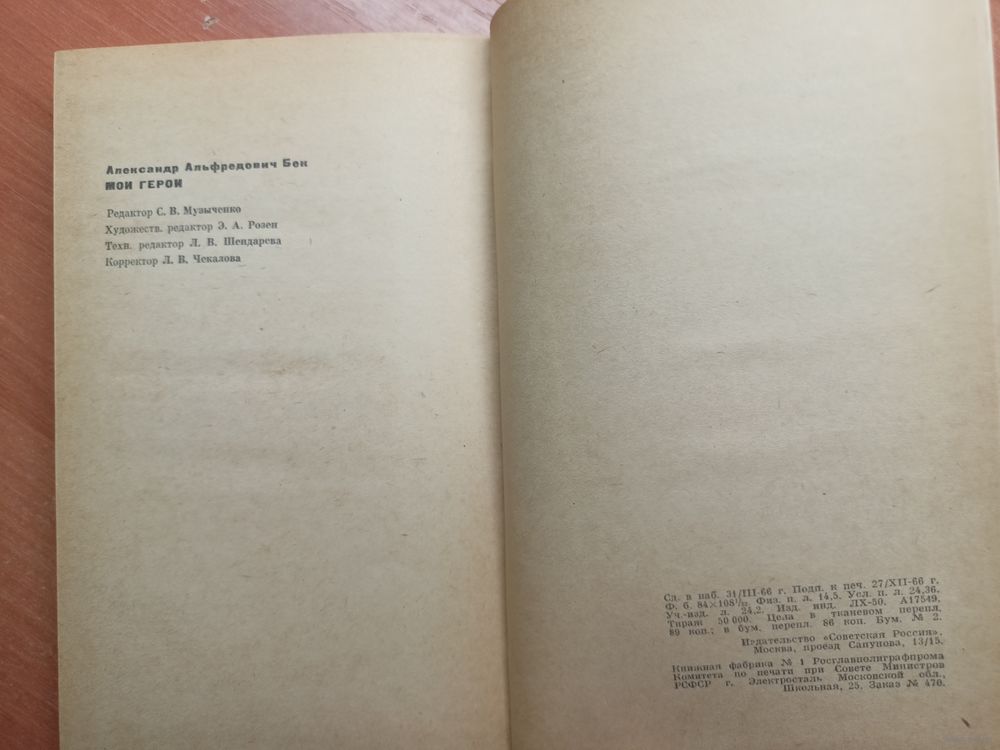 Александр Альфредович Бек
МОИ ГЕРОИ
Редактор С. В. Музыченко
Художеств. редактор Э. А. Розен
Техн. редактор Л. В. Шендарева
Корректор Л. В. Чекалова
Сд. в наб. 31/III-66 г. Подп. к печ. 27/XII-66 г.
Ф. б. 84×108¹/₃₂. Физ. п. л. 14,5. Усл. п. л. 24,36.
Уч.-изд. л. 24,2. Изд. инд. ЛХ-50. А17549.
Тираж 50 000. Цена в тканевом перепл.
89 коп.; в бум. перепл. 86 коп. Бум. № 2.
Издательство «Советская Россия».
Москва, проезд Сапунова, 13/15.
Книжная фабрика № 1 Росглавполиграфпрома
Комитета по печати при Совете Министров
РСФСР г. Электросталь Московской обл.,
Школьная, 25. Заказ № 470.